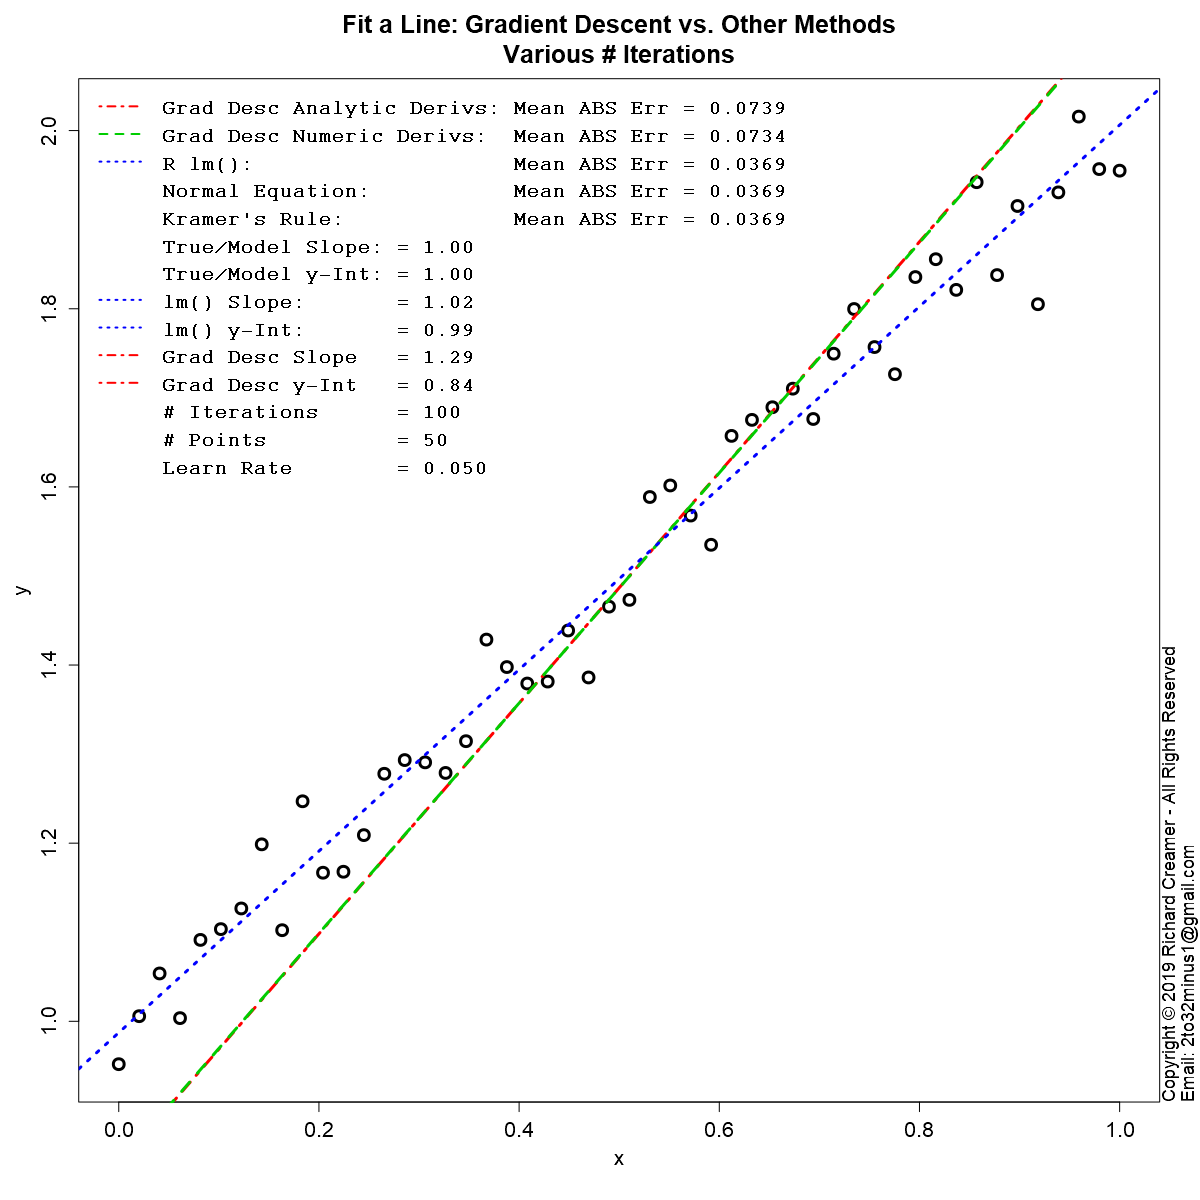 Fit a Line: Gradient Descent vs. Other Methods
Various # Iterations
Grad Desc Analytic Derivs: Mean ABS Err = 0.0739
Grad Desc Numeric Derivs: Mean ABS Err = 0.0734
R lm(): Mean ABS Err = 0.0369
Normal Equation: Mean ABS Err = 0.0369
Kramer's Rule: Mean ABS Err = 0.0369
True/Model Slope: = 1.00
True/Model y-Int: = 1.00
lm() Slope: = 1.02
lm() y-Int: = 0.99
Grad Desc Slope = 1.29
Grad Desc y-Int = 0.84
# Iterations = 100
# Points = 50
Learn Rate = 0.050
y
2.0
1.8
1.6
1.4
1.2
1.0
0.0 0.2 0.4 0.6 0.8 1.0
x
Copyright © 2019 Richard Creamer - All Rights Reserved
Email: 2to32minus1@gmail.com